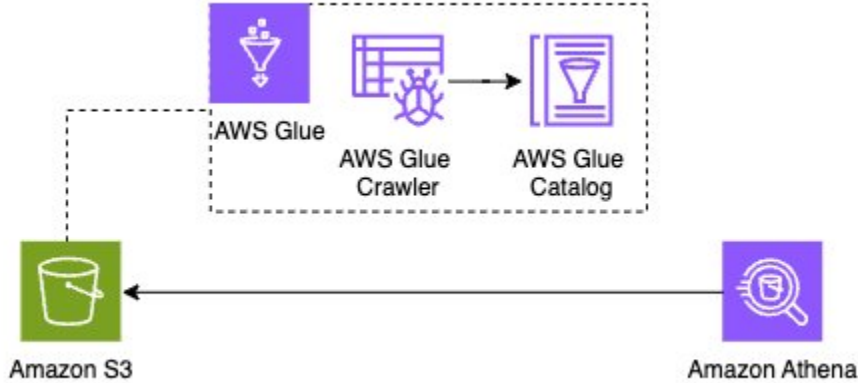 AWS Glue
AWS Glue
Crawler
AWS Glue
Catalog
Amazon S3
Amazon Athena